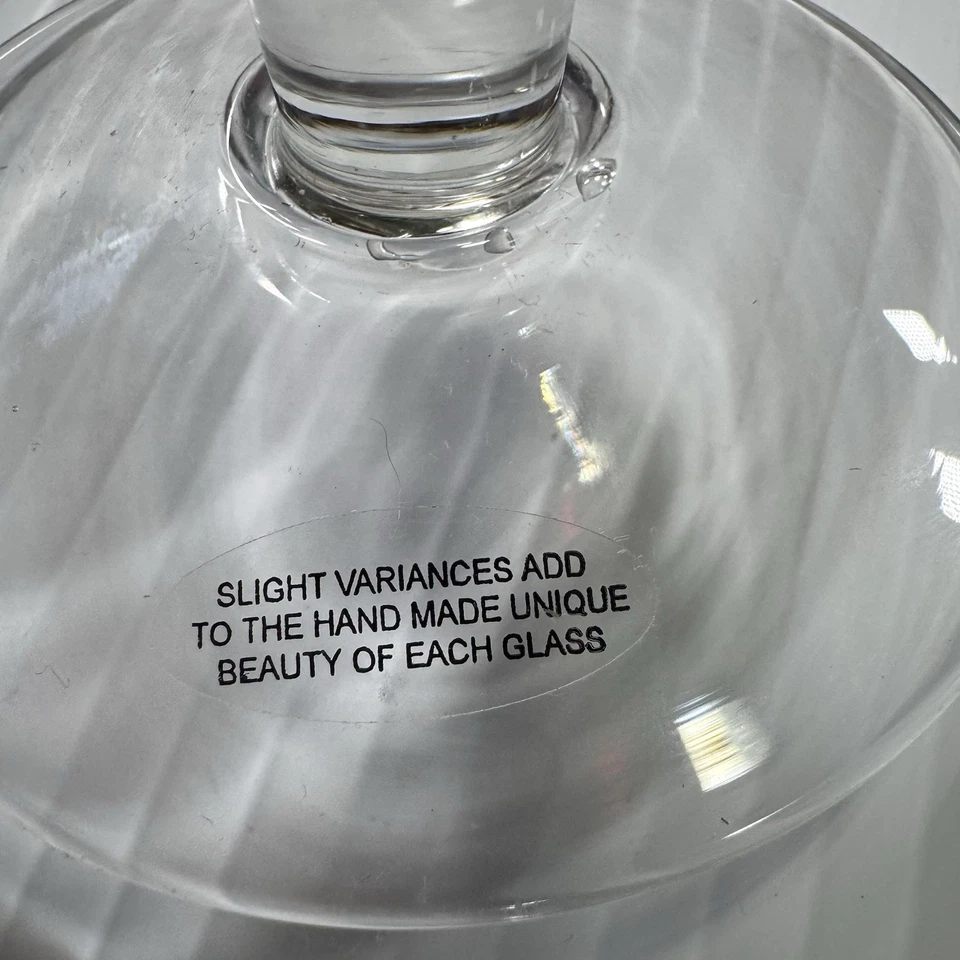 SLIGHT VARIANCES ADD
TO THE HAND MADE UNIQUE
BEAUTY OF EACH GLASS